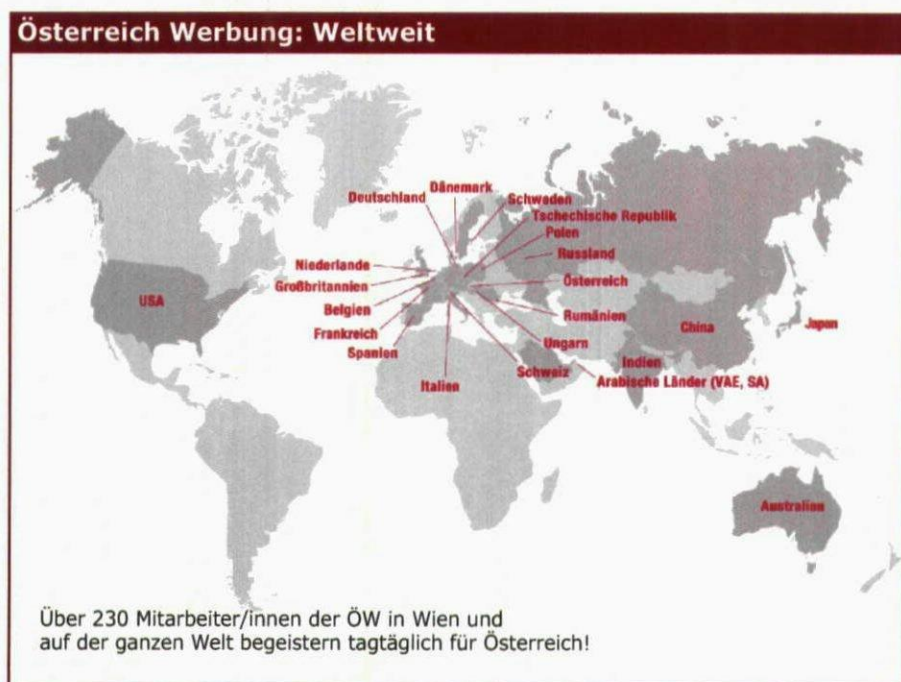 Österreich Werbung: Weltweit
Dänemark
Deutschland
Schweden
Tschechische Republik
Polen
Russland
Niederlande
Österreich
Großbritannien
USA
Belgien
Rumänien
China
Japan
Frankreich
Ungarn
Spanien
Indien
Schweiz
Italien
Arabische Länder (VAE, SA)
Australien
Über 230 Mitarbeiter/innen der ÖW in Wien und
auf der ganzen Welt begeistern tagtäglich für Österreich!